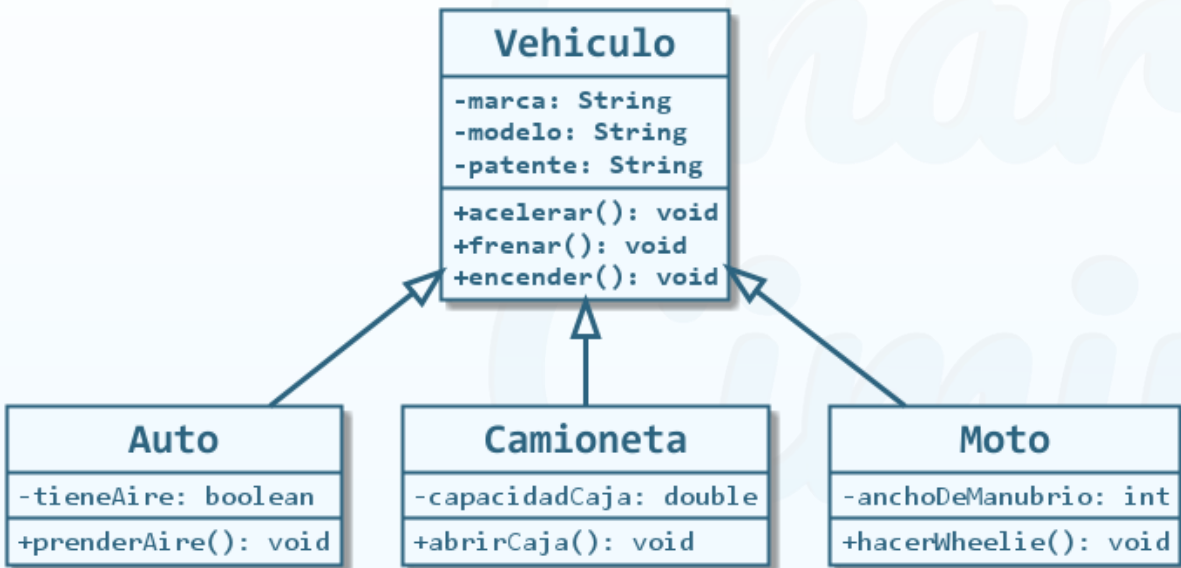 Vehiculo
-marca: String
-modelo: String
-patente: String
+acelerar(): void
+frenar(): void
+encender(): void
Auto
-tieneAire: boolean
+prenderAire(): void
Camioneta
-capacidadCaja: double
+abrirCaja(): void
Moto
-anchoDeManubrio: int
+hacerWheelie(): void